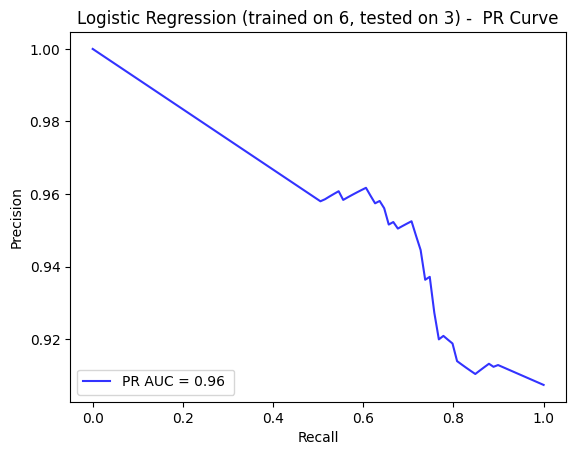 Logistic Regression (trained on 6, tested on 3) -  PR Curve
1.00
0.98
0.96
0.94
0.92
Precision
PR AUC = 0.96
0.0 0.2 0.4 0.6 0.8 1.0
Recall